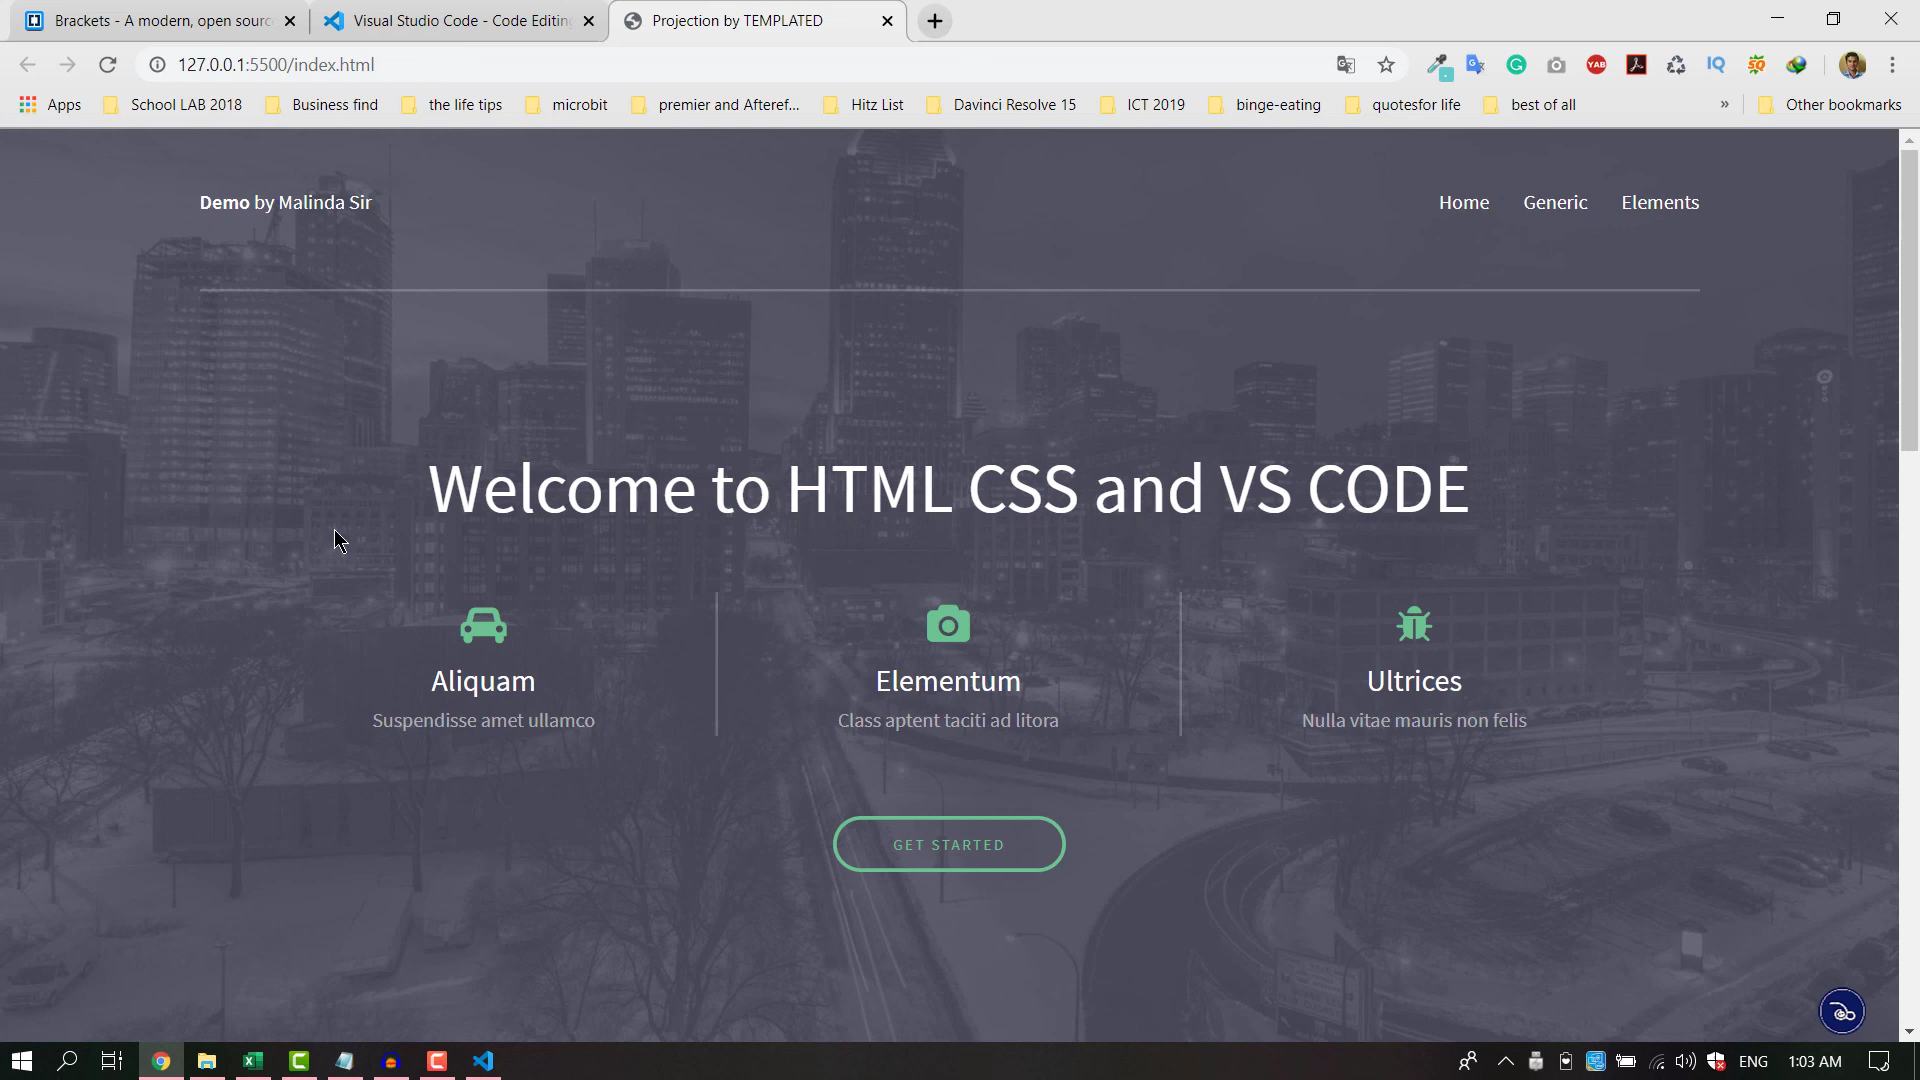 Brackets - A modern, open sourc
Visual Studio Code - Code Editing
Projection by TEMPLATED
127.0.0.1:5500/index.html
Apps
School LAB 2018
Business find
the life tips
microbit
premier and Afteref...
Hitz List
Davinci Resolve 15
ICT 2019
binge-eating
quotesfor life
best of all
»
Other bookmarks
Demo by Malinda Sir
Home
Generic
Elements
Welcome to HTML CSS and VS CODE
Aliquam
Suspendisse amet ullamco
Elementum
Class aptent taciti ad litora
Ultrices
Nulla vitae mauris non felis
GET STARTED
ENG
1:03 AM